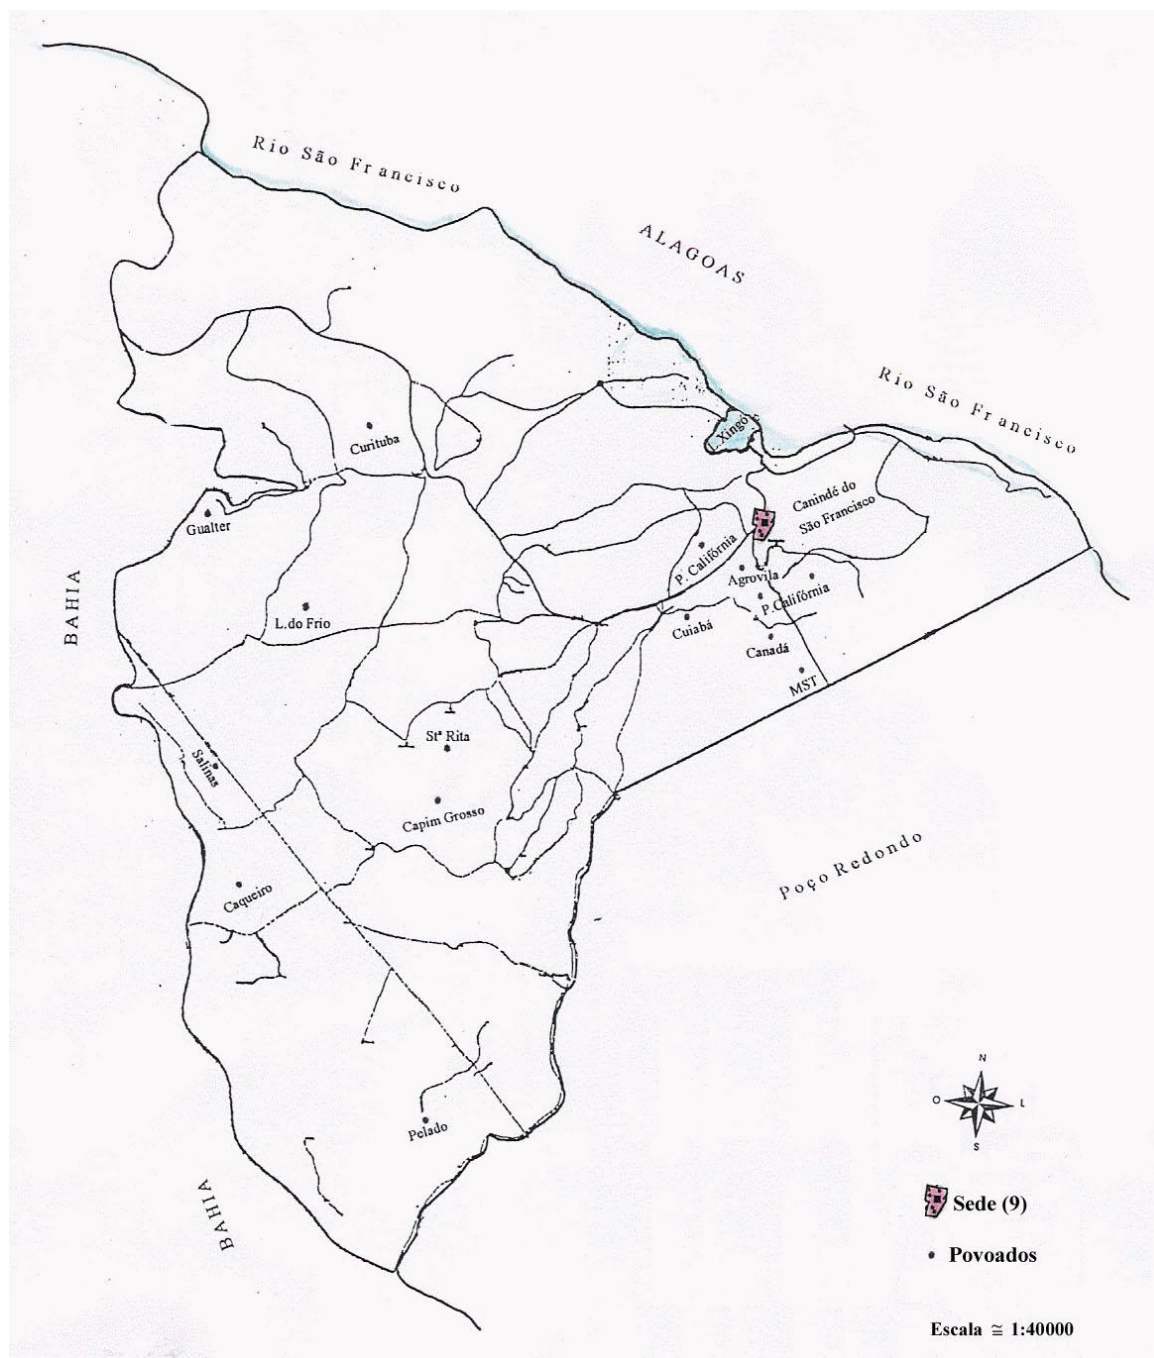 Rio São Francisco
ALAGOAS
Rio São Francisco
L. Xingó
Curituba
Canindé do
São Francisco
Gualter
P. Califórnia
Agrovila
P. Califórnia
BAHIA
L.do Frio
Cuiabá
Canadá
MST
Stª Rita
Salinas
Capim Grosso
Poço Redondo
Caqueiro
Pelado
BAHIA
N
O
L
S
Sede (9)
Povoados
Escala ≅ 1:40000